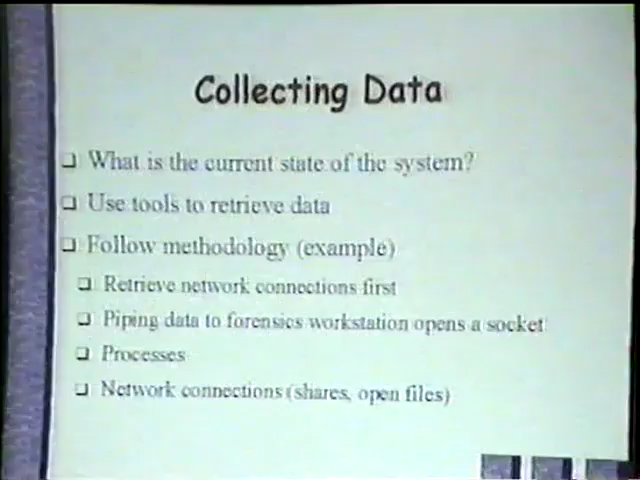 Collecting Data
What is the current state of the system?
Use tools to retrieve data
Follow methodology (example)
Retrieve network connections first
Piping data to forensics workstation opens a socket
Processes
Network connections (shares, open files)